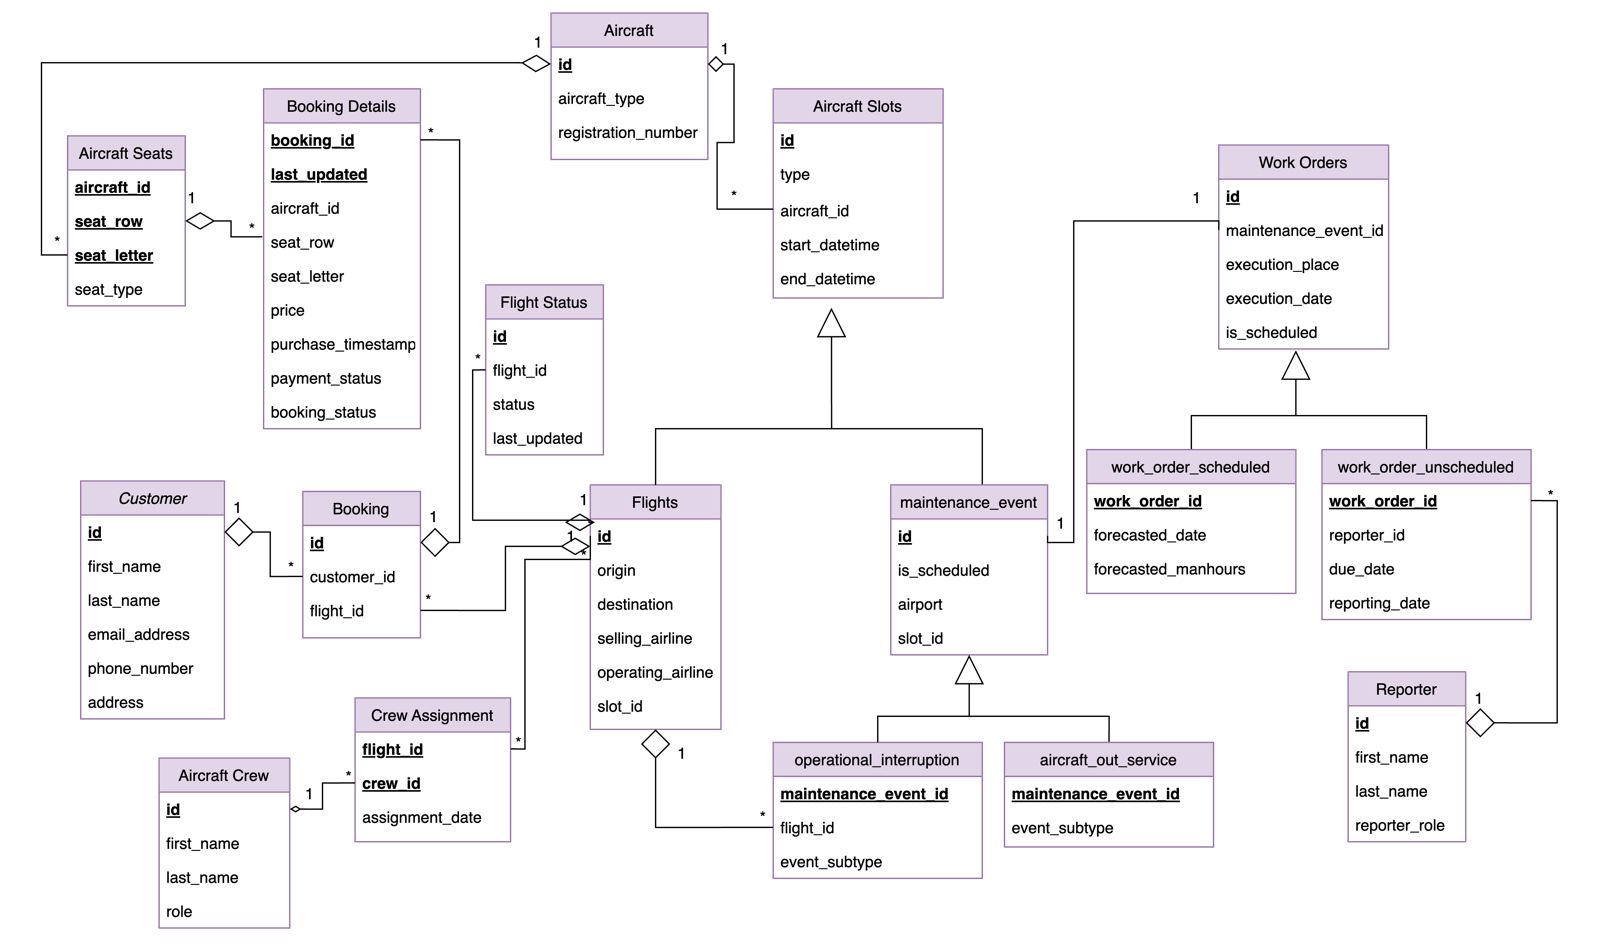 Aircraft
id
aircraft_type
registration_number
1
1
*
*
Aircraft Seats
aircraft_id
seat_row
seat_letter
seat_type
1
*
Booking Details
booking_id
last_updated
aircraft_id
seat_row
seat_letter
price
purchase_timestamp
payment_status
booking_status
*
1
Aircraft Slots
id
type
aircraft_id
start_datetime
end_datetime
Work Orders
id
maintenance_event_id
execution_place
execution_date
is_scheduled
1
1
Flight Status
id
flight_id
status
last_updated
*
1
Customer
id
first_name
last_name
email_address
phone_number
address
1
*
Booking
id
customer_id
flight_id
*
1
Flights
id
origin
destination
selling_airline
operating_airline
slot_id
*
*
1
*
maintenance_event
id
is_scheduled
airport
slot_id
work_order_scheduled
work_order_id
forecasted_date
forecasted_manhours
work_order_unscheduled
work_order_id
reporter_id
due_date
reporting_date
*
1
Reporter
id
first_name
last_name
reporter_role
Crew Assignment
flight_id
crew_id
assignment_date
*
1
Aircraft Crew
id
first_name
last_name
role
operational_interruption
maintenance_event_id
flight_id
event_subtype
aircraft_out_service
maintenance_event_id
event_subtype